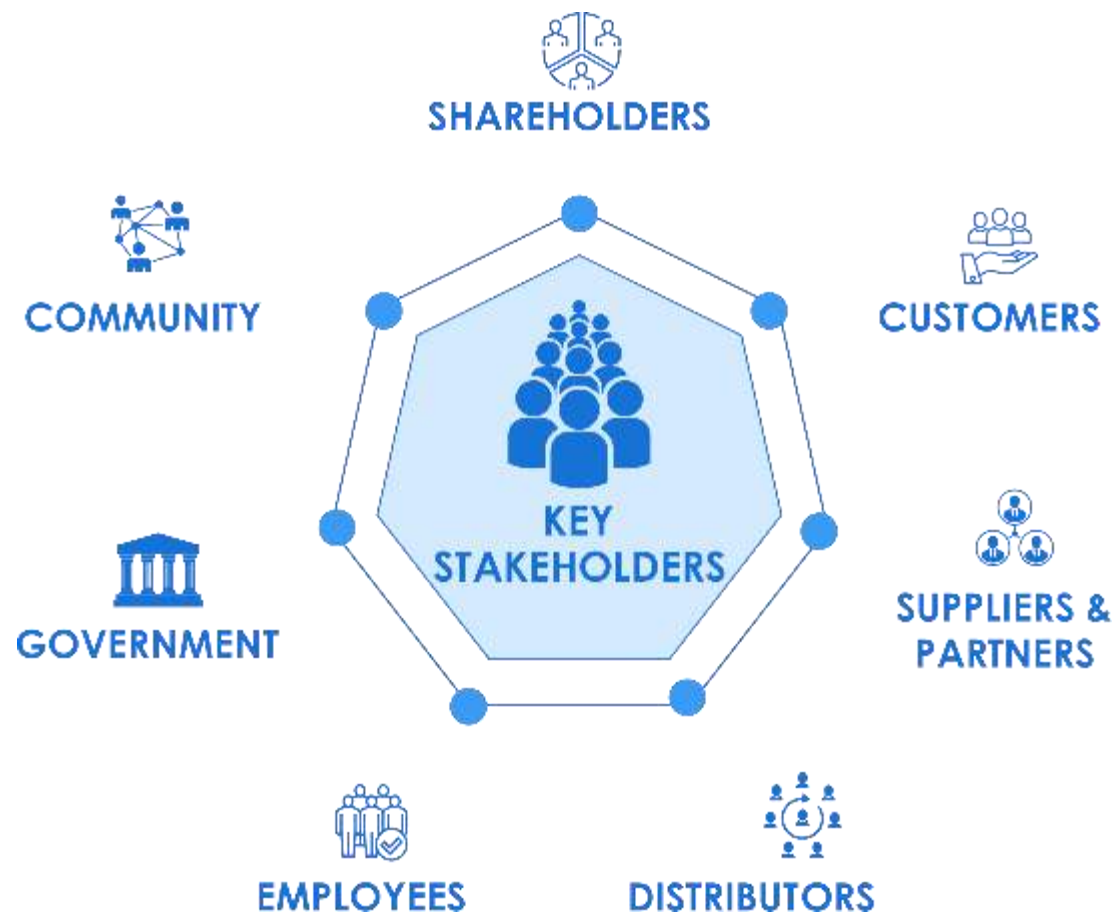 SHAREHOLDERS
COMMUNITY
CUSTOMERS
KEY
STAKEHOLDERS
GOVERNMENT
SUPPLIERS &
PARTNERS
EMPLOYEES
DISTRIBUTORS